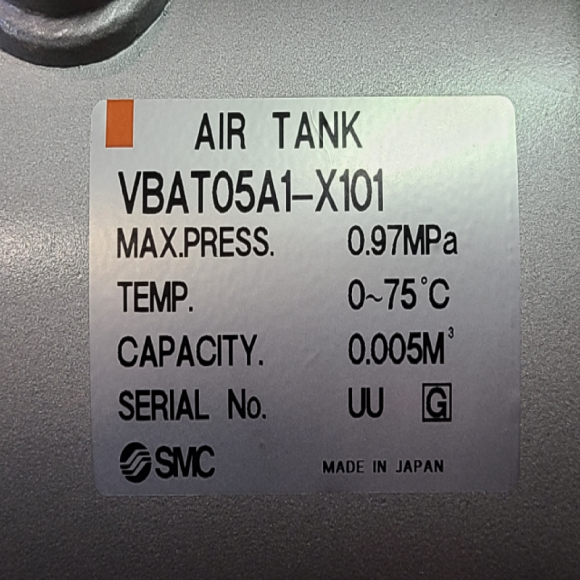 AIR TANK
VBAT05A1-X101
MAX.PRESS. 0.97MPa
TEMP. 0~75°C
CAPACITY. 0.005M³
SERIAL No. UU G
SMC MADE IN JAPAN